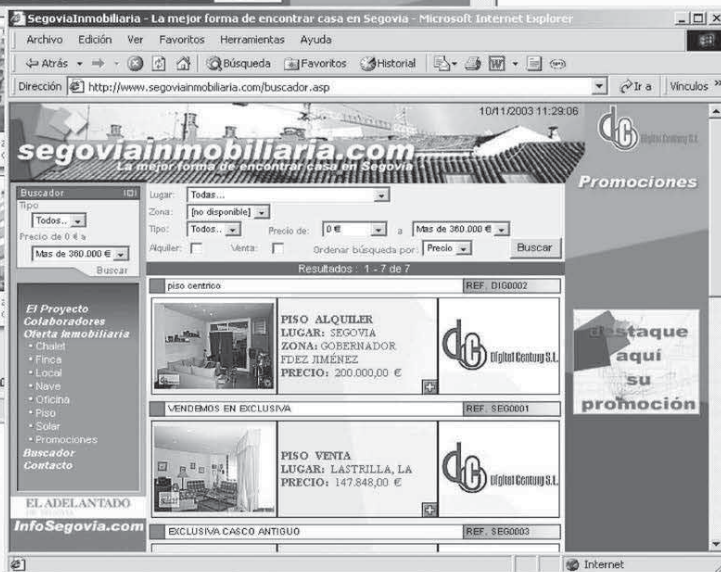 SegoviaInmobiliaria - La mejor forma de encontrar casa en Segovia - Microsoft Internet Explorer
Archivo Edición Ver Favoritos Herramientas Ayuda
Atrás Búsqueda Favoritos Historial
Dirección http://www.segoviainmobiliaria.com/buscador.asp Ir a Vínculos »
10/11/2003 11:29:06
segoviainmobiliaria.com
La mejor forma de encontrar casa en Segovia
dc Digital Century S.L.
Promociones
Buscador
Tipo
Todos..
Precio de 0 € a
Mas de 360.000 €
Buscar
Lugar: Todas...
Zona: [no disponible]
Tipo: Todos.. Precio de: 0 € a Mas de 360.000 €
Alquiler: Venta: Ordenar búsqueda por: Precio Buscar
Resultados : 1 - 7 de 7
piso centrico REF. DIG0002
PISO ALQUILER
LUGAR: SEGOVIA
ZONA: GOBERNADOR
FDEZ JIMÉNEZ
PRECIO: 200.000,00 €
dc Digital Century S.L.
VENDEMOS EN EXCLUSIVA REF. SEG0001
PISO VENTA
LUGAR: LASTRILLA, LA
PRECIO: 147.848,00 €
dc Digital Century S.L.
EXCLUSIVA CASCO ANTIGUO REF. SEG0003
El Proyecto
Colaboradores
Oferta Inmobiliaria
• Chalet
• Finca
• Local
• Nave
• Oficina
• Piso
• Solar
• Promociones
Buscador
Contacto
EL ADELANTADO
DE SEGOVIA
InfoSegovia.com
destaque
aquí
su
promoción
Internet